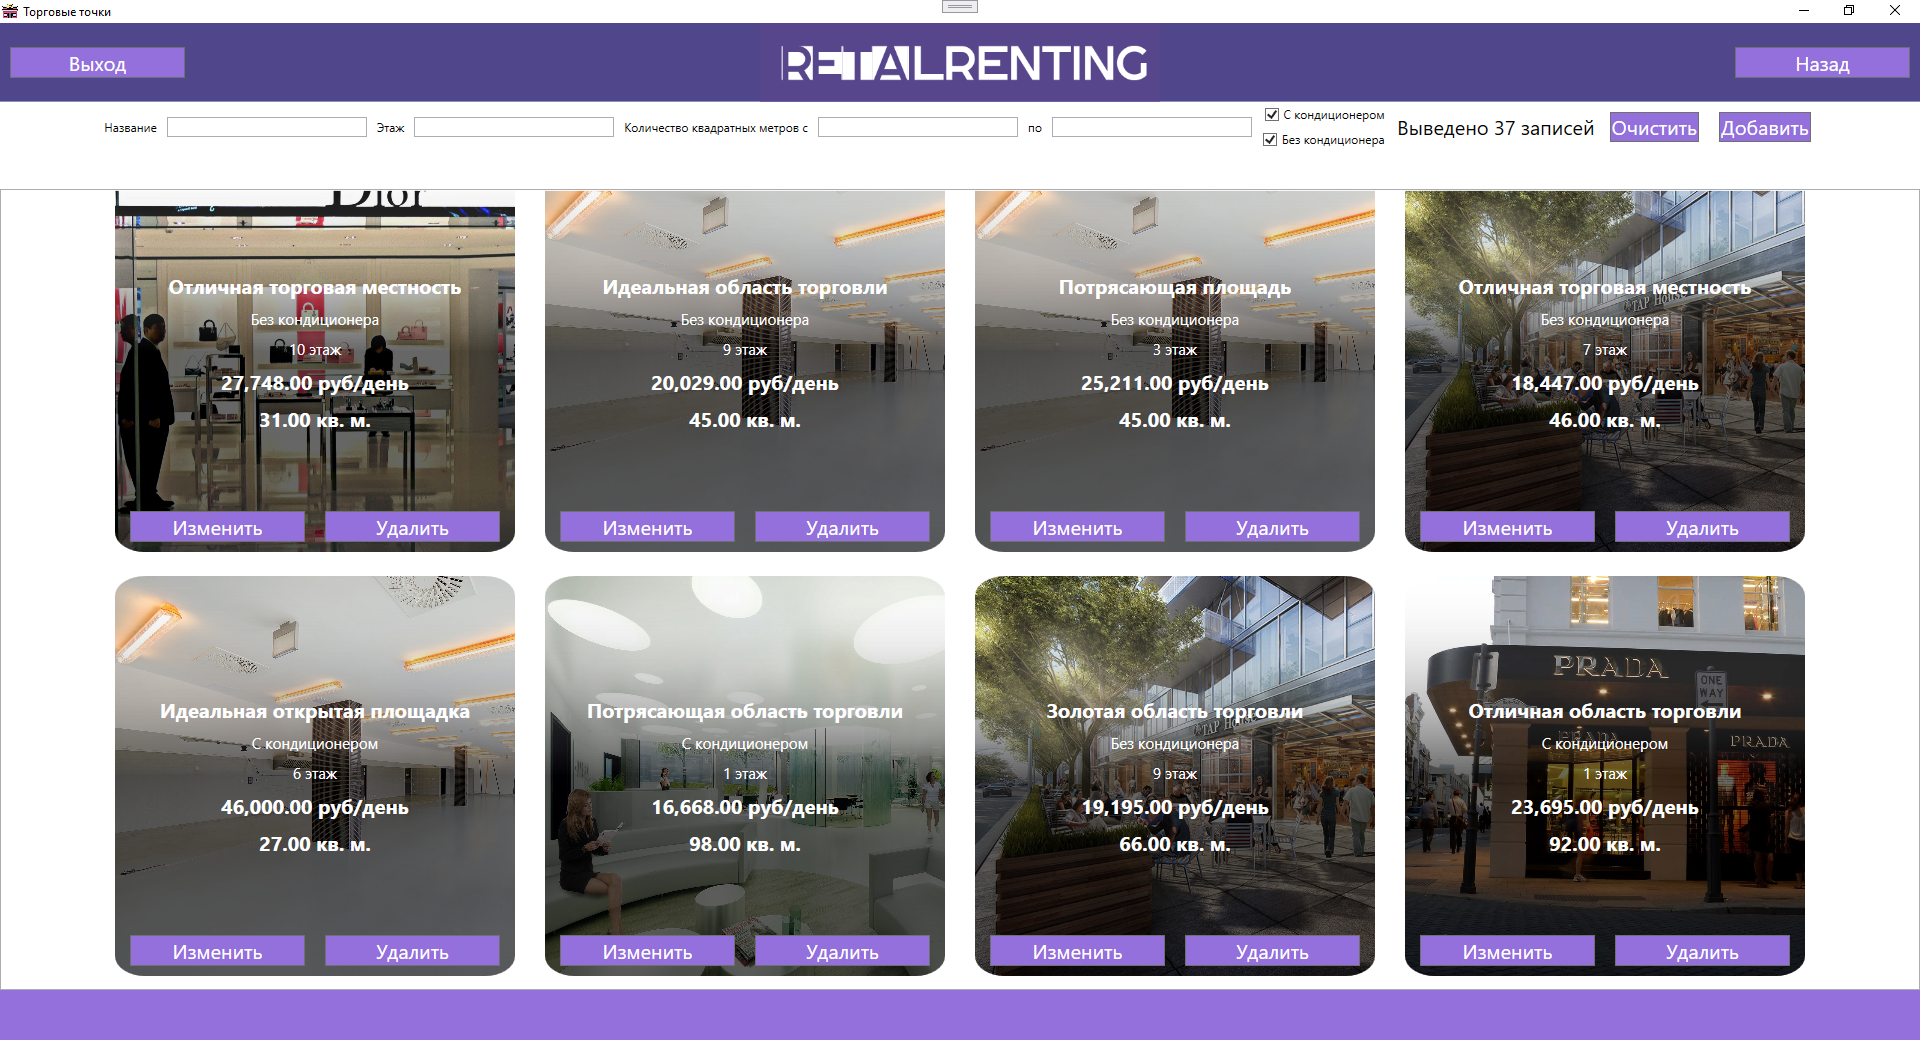 Торговые точки
Выход
RETALRENTING
Назад
Название
Этаж
Количество квадратных метров с
по
С кондиционером
Без кондиционера
Выведено 37 записей
Очистить
Добавить
Dior
Отличная торговая местность
Без кондиционера
10 этаж
27,748.00 руб/день
31.00 кв. м.
Изменить
Удалить
Идеальная область торговли
Без кондиционера
9 этаж
20,029.00 руб/день
45.00 кв. м.
Изменить
Удалить
Потрясающая площадь
Без кондиционера
3 этаж
25,211.00 руб/день
45.00 кв. м.
Изменить
Удалить
TAP House
Отличная торговая местность
Без кондиционера
7 этаж
18,447.00 руб/день
46.00 кв. м.
Изменить
Удалить
Идеальная открытая площадка
С кондиционером
6 этаж
46,000.00 руб/день
27.00 кв. м.
Изменить
Удалить
Потрясающая область торговли
С кондиционером
1 этаж
16,668.00 руб/день
98.00 кв. м.
Изменить
Удалить
Золотая область торговли
TAP House
Без кондиционера
9 этаж
19,195.00 руб/день
66.00 кв. м.
Изменить
Удалить
PRADA
ONE
WAY
Отличная область торговли
PRADA
PRADA
С кондиционером
1 этаж
23,695.00 руб/день
92.00 кв. м.
Изменить
Удалить